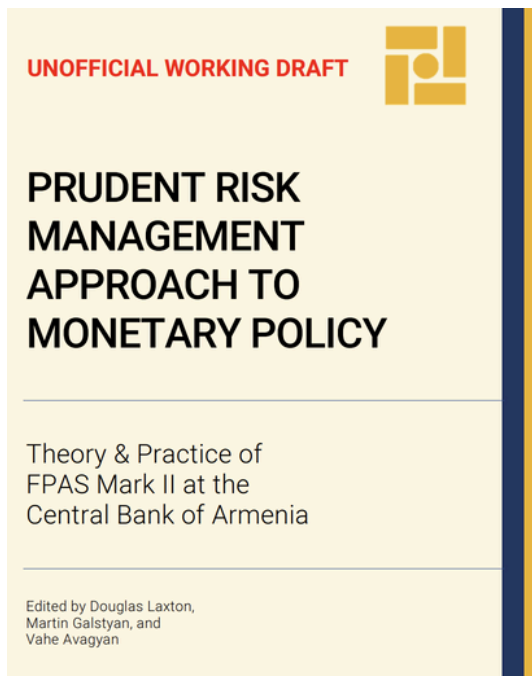 UNOFFICIAL WORKING DRAFT
PRUDENT RISK
MANAGEMENT
APPROACH TO
MONETARY POLICY
Theory & Practice of
FPAS Mark II at the
Central Bank of Armenia
Edited by Douglas Laxton,
Martin Galstyan, and
Vahe Avagyan